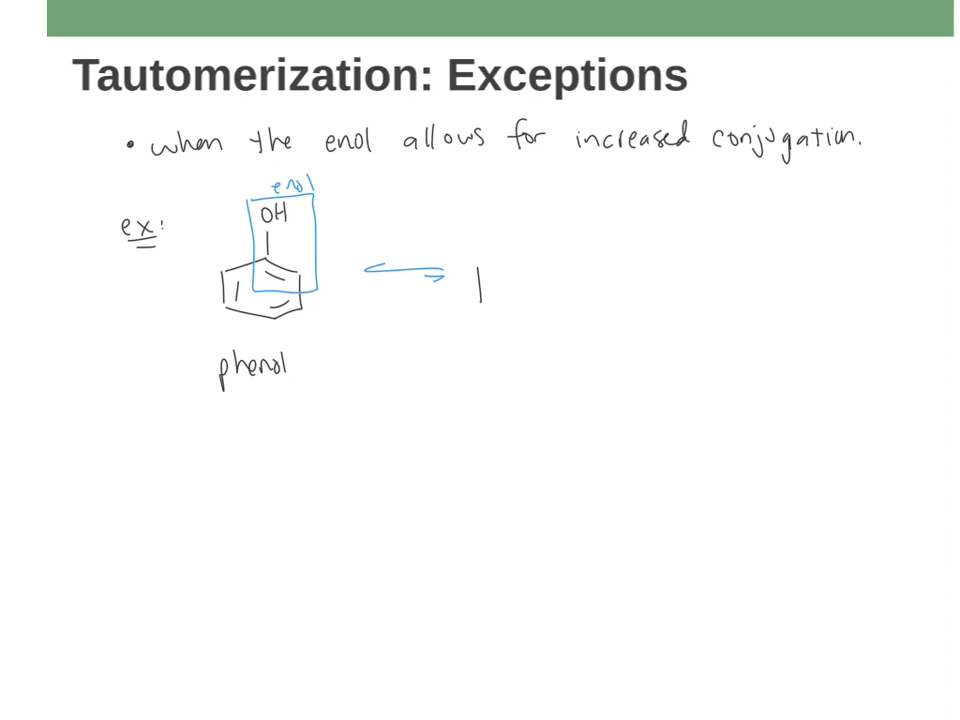 Tautomerization: Exceptions
• when the enol allows for increased conjugation.
enol
ex:
OH
phenol